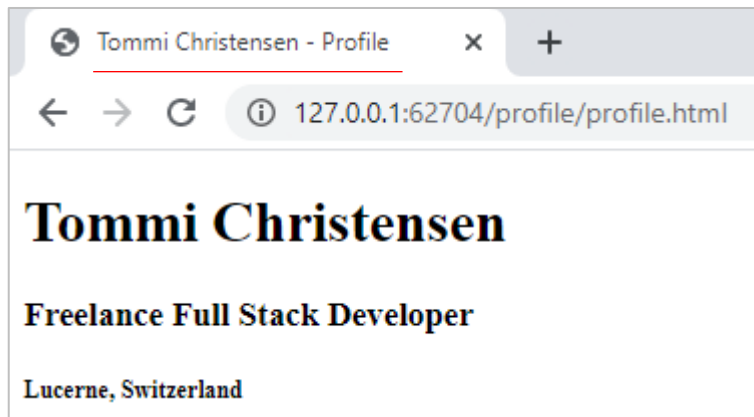 Tommi Christensen - Profile
127.0.0.1:62704/profile/profile.html
Tommi Christensen
Freelance Full Stack Developer
Lucerne, Switzerland